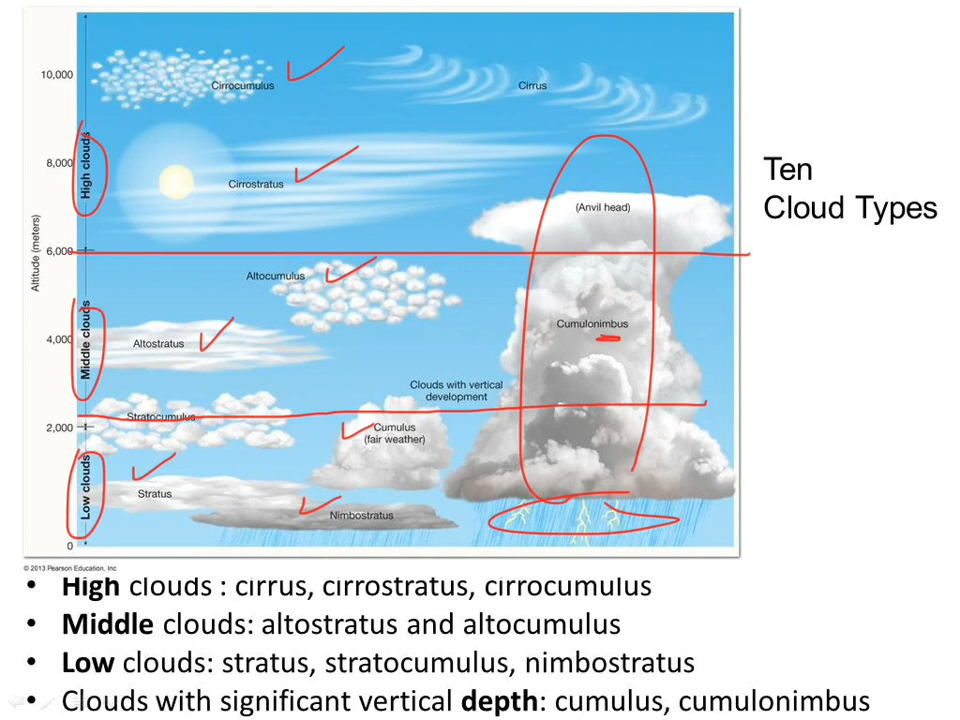 10,000
Cirrocumulus
Cirrus
Ten
Cloud Types
8,000
High clouds
Cirrostratus
(Anvil head)
Altitude (meters)
6,000
Altocumulus
Cumulonimbus
4,000
Middle clouds
Altostratus
Clouds with vertical
development
Stratocumulus
2,000
Cumulus
(fair weather)
Low clouds
Stratus
Nimbostratus
0
© 2013 Pearson Education, Inc.
• High clouds : cirrus, cirrostratus, cirrocumulus
• Middle clouds: altostratus and altocumulus
• Low clouds: stratus, stratocumulus, nimbostratus
• Clouds with significant vertical depth: cumulus, cumulonimbus